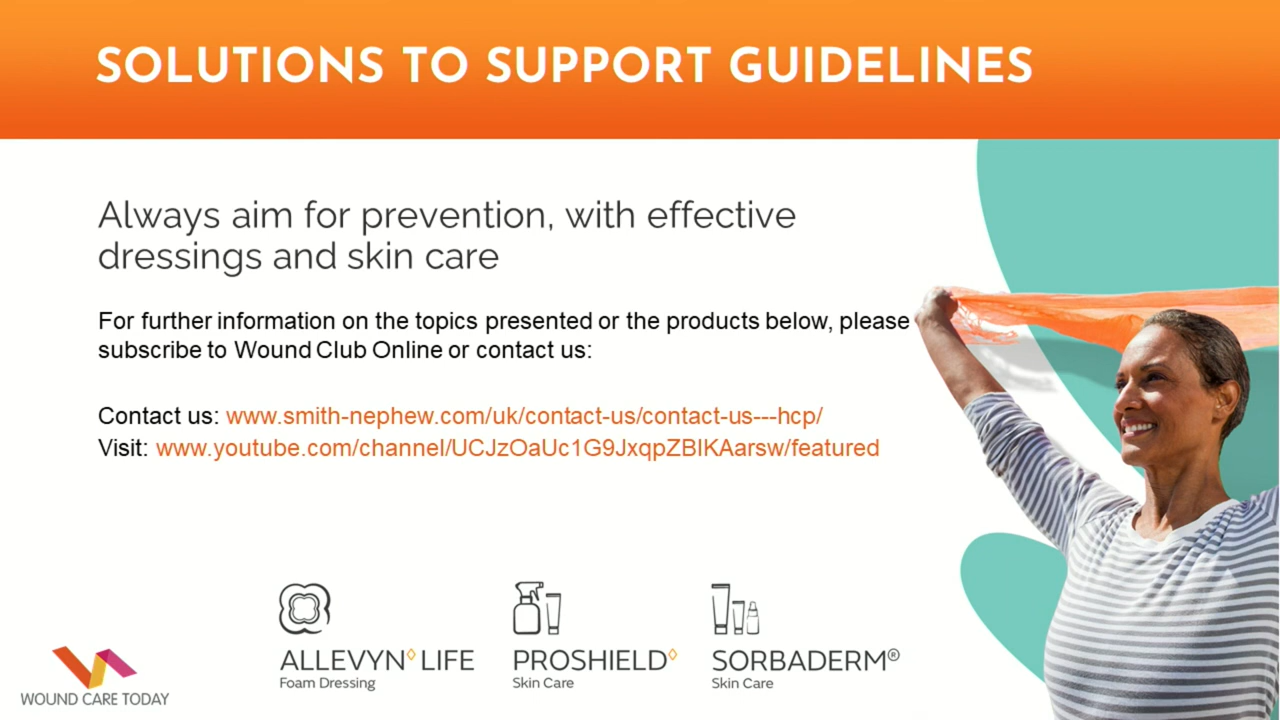 SOLUTIONS TO SUPPORT GUIDELINES
Always aim for prevention, with effective
dressings and skin care
For further information on the topics presented or the products below, please
subscribe to Wound Club Online or contact us:
Contact us: www.smith-nephew.com/uk/contact-us/contact-us---hcp/
Visit: www.youtube.com/channel/UCJzOaUc1G9JxqpZBIKAarsw/featured
ALLEVYN◊ LIFE
Foam Dressing
PROSHIELD◊
Skin Care
SORBADERM®
Skin Care
WOUND CARE TODAY